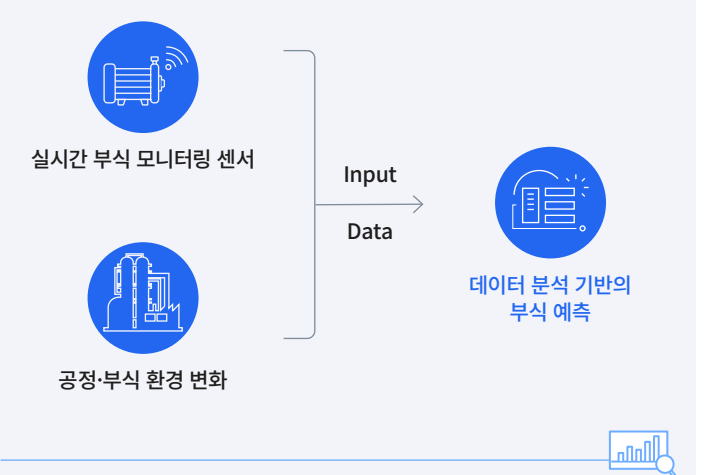 실시간 부식 모니터링 센서
Input
Data
데이터 분석 기반의
부식 예측
공정·부식 환경 변화